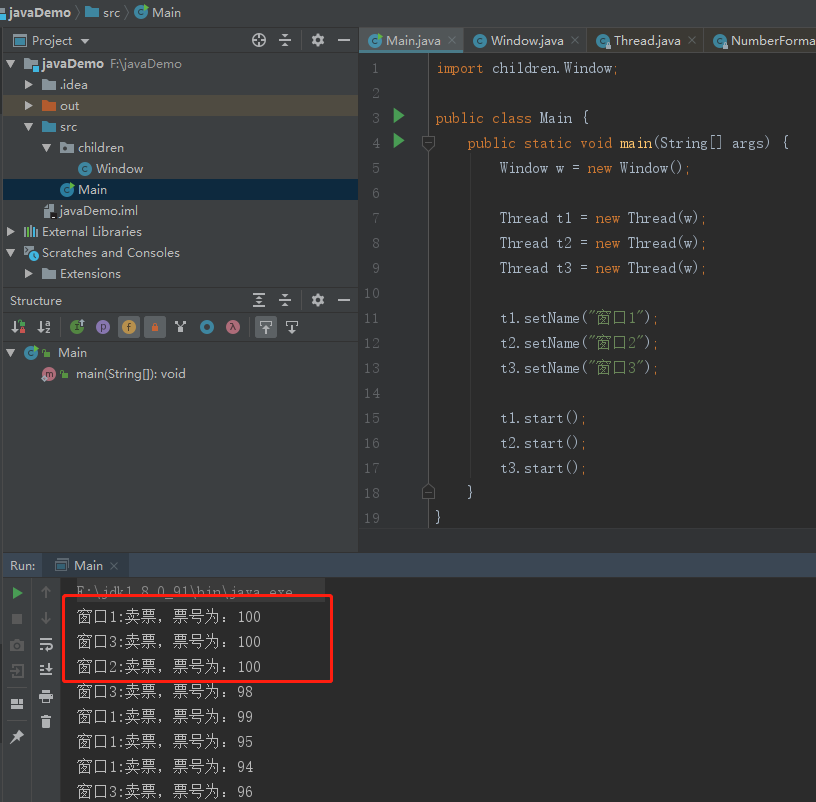 javaDemo src Main
Project
Main.java Window.java Thread.java NumberForma
javaDemo F:\javaDemo
.idea
out
src
children
Window
Main
javaDemo.iml
External Libraries
Scratches and Consoles
Extensions
Structure
Main
main(String[]): void
1 import children.Window;
2
3 public class Main {
4 public static void main(String[] args) {
5 Window w = new Window();
6
7 Thread t1 = new Thread(w);
8 Thread t2 = new Thread(w);
9 Thread t3 = new Thread(w);
10
11 t1.setName("窗口1");
12 t2.setName("窗口2");
13 t3.setName("窗口3");
14
15 t1.start();
16 t2.start();
17 t3.start();
18 }
19 }
Run: Main
F:\jdk1.8.0_91\bin\java.exe
窗口1:卖票，票号为：100
窗口3:卖票，票号为：100
窗口2:卖票，票号为：100
窗口3:卖票，票号为：98
窗口1:卖票，票号为：99
窗口1:卖票，票号为：95
窗口1:卖票，票号为：94
窗口3:卖票，票号为：96